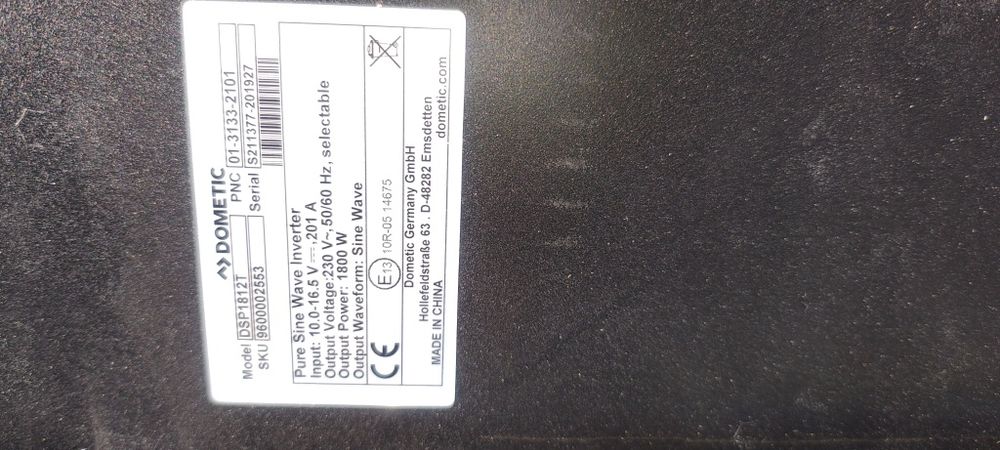 DOMETIC
Model DSP1812T PNC 01-3133-2101
SKU 9600002553 Serial S211377-201927
Pure Sine Wave Inverter
Input: 10.0-16.5 V ⎓, 201 A
Output Voltage:230 V~, 50/60 Hz, selectable
Output Power: 1800 W
Output Waveform: Sine Wave
CE E13 10R-05 14675
Dometic Germany GmbH
Hollefeldstraße 63 . D-48282 Emsdetten
MADE IN CHINA dometic.com